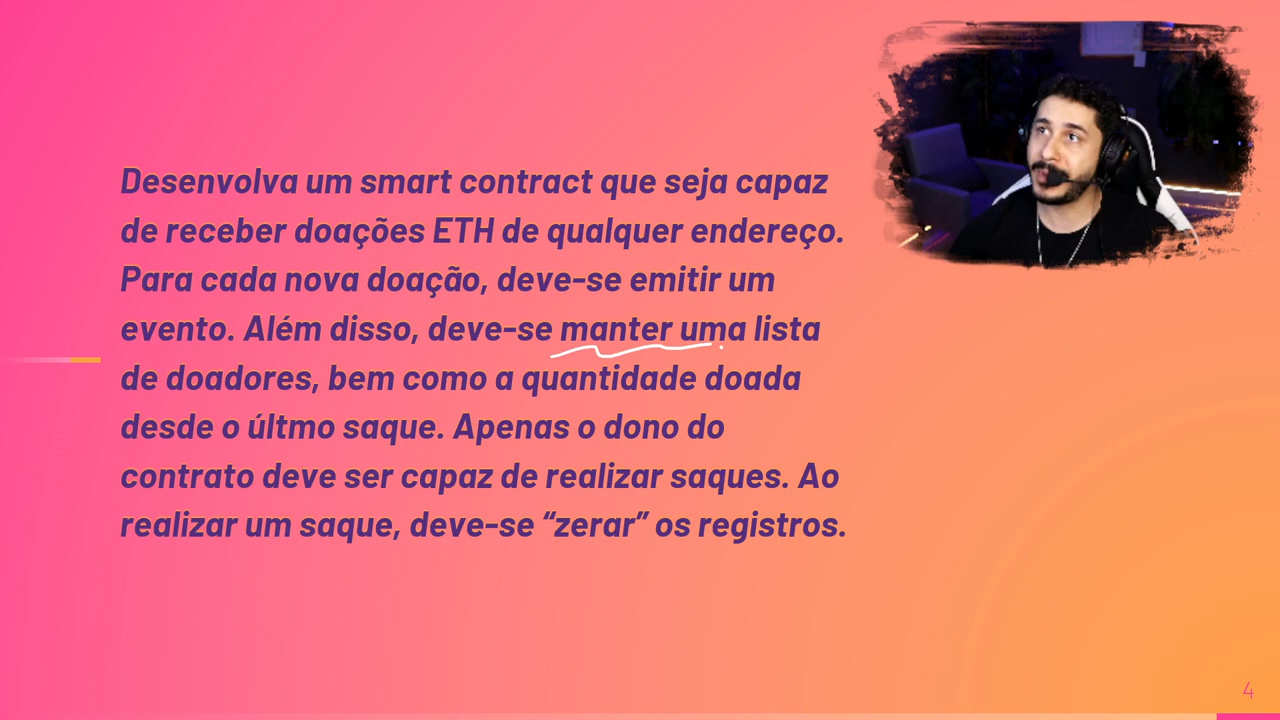 Desenvolva um smart contract que seja capaz
de receber doações ETH de qualquer endereço.
Para cada nova doação, deve-se emitir um
evento. Além disso, deve-se manter uma lista
de doadores, bem como a quantidade doada
desde o últmo saque. Apenas o dono do
contrato deve ser capaz de realizar saques. Ao
realizar um saque, deve-se “zerar” os registros.
4